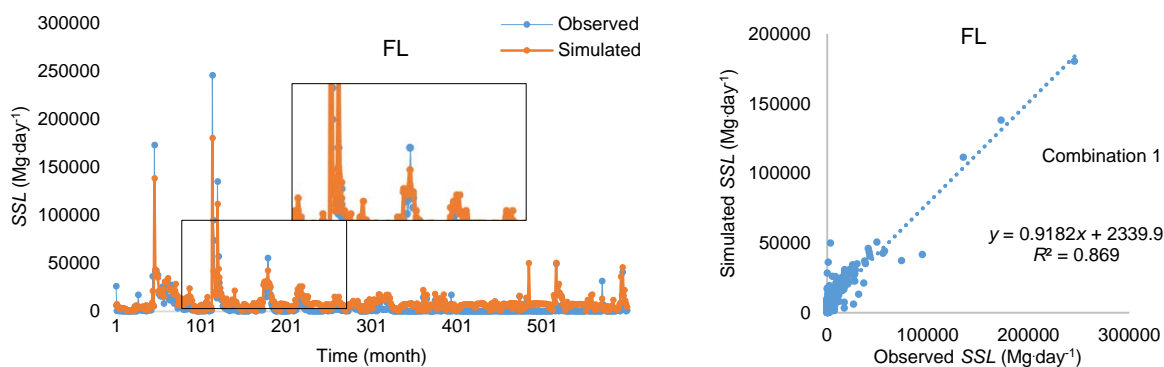 300000
250000
200000
150000
100000
50000
0
SSL (Mg·day⁻¹)
FL
Observed
Simulated
1 101 201 301 401 501
Time (month)
FL
200000
150000
100000
50000
0
Simulated SSL (Mg·day⁻¹)
Combination 1
y = 0.9182x + 2339.9
R² = 0.869
0 100000 200000 300000
Observed SSL (Mg·day⁻¹)